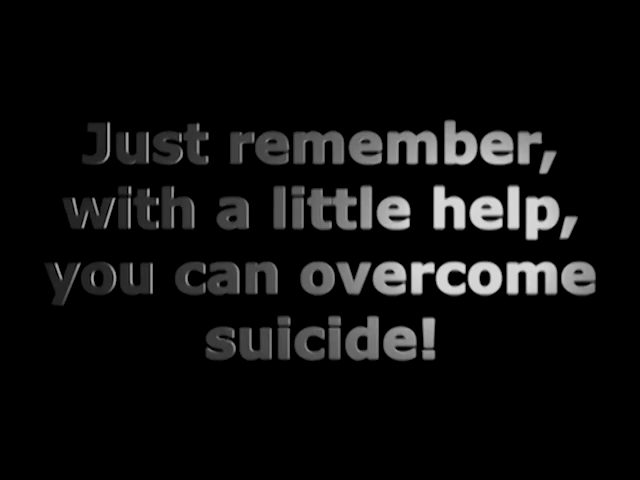 Just remember,
with a little help,
you can overcome
suicide!